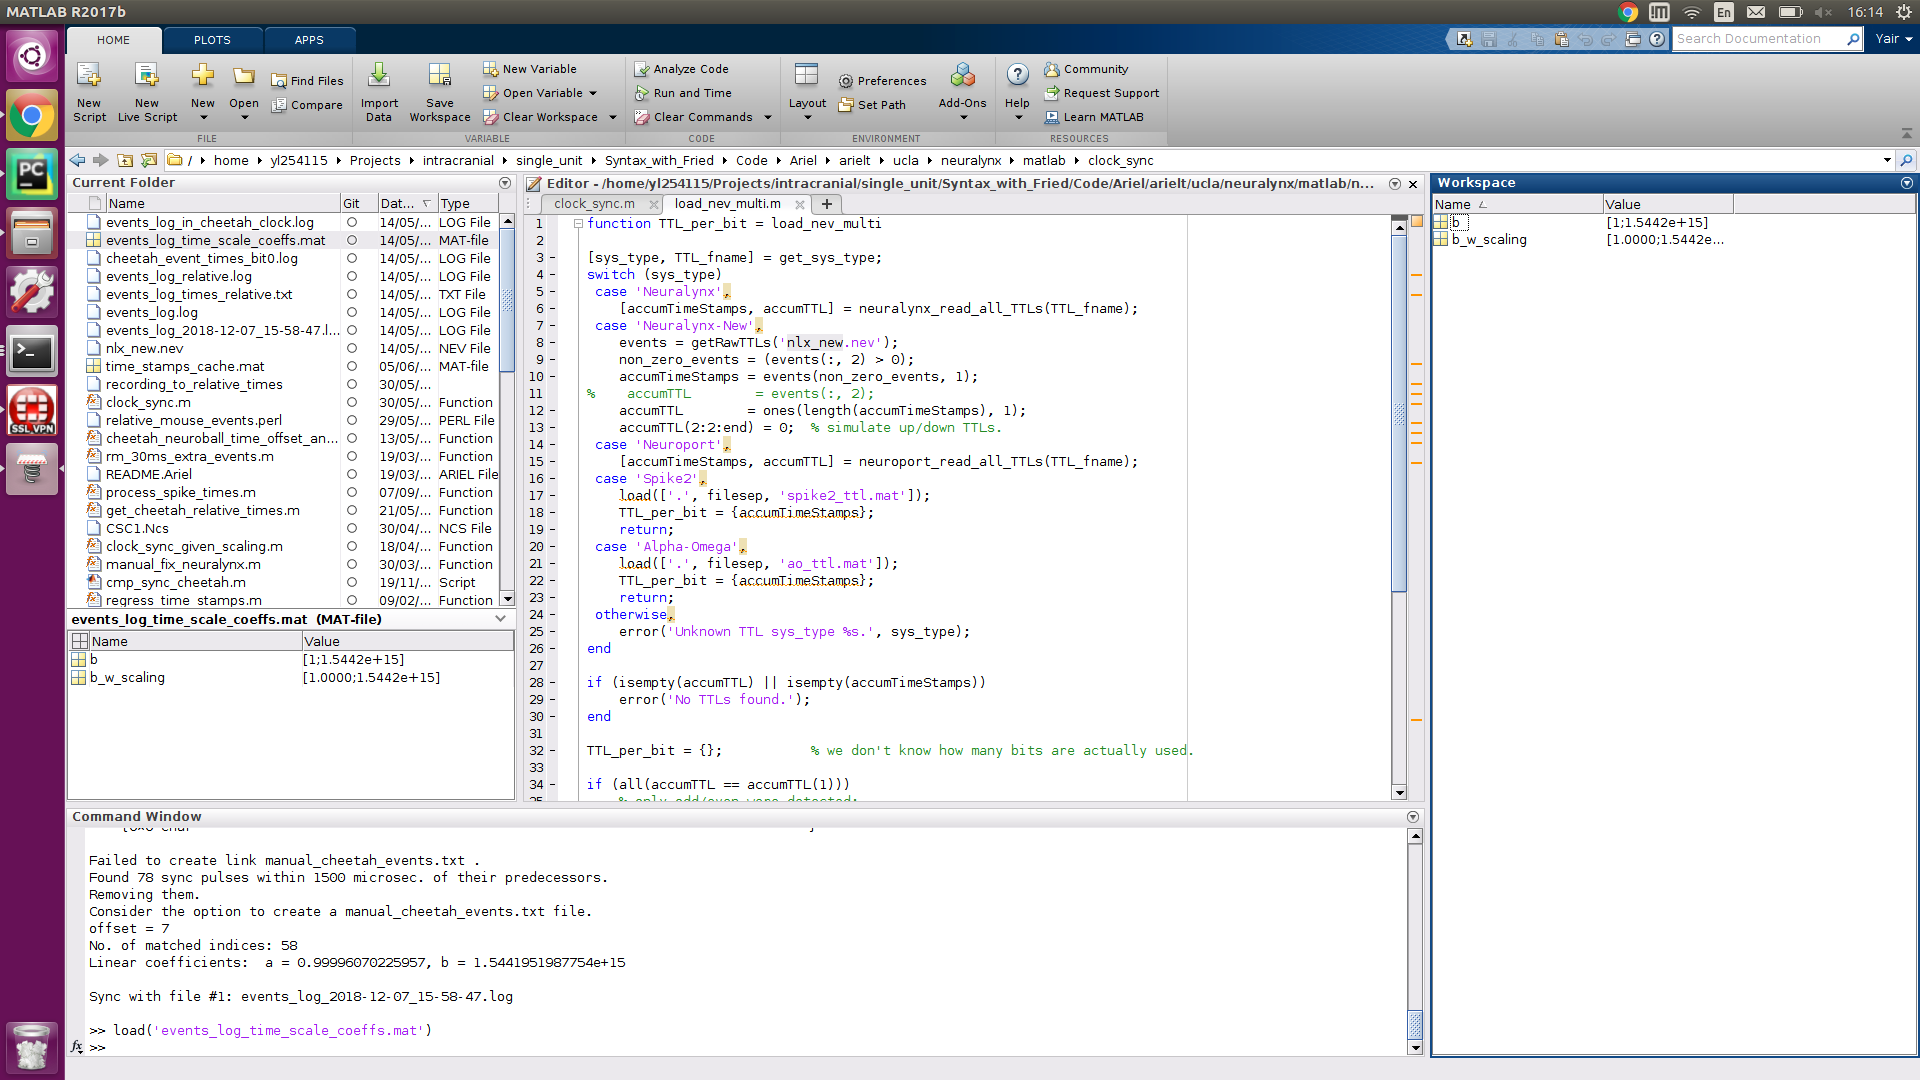 MATLAB R2017b
En
16:14
HOME
PLOTS
APPS
Search Documentation
Yair
New Script
New Live Script
New
Open
Find Files
Compare
FILE
Import Data
Save Workspace
New Variable
Open Variable
Clear Workspace
VARIABLE
Analyze Code
Run and Time
Clear Commands
CODE
Layout
Preferences
Set Path
Add-Ons
ENVIRONMENT
Help
Community
Request Support
Learn MATLAB
RESOURCES
/ home yl254115 Projects intracranial single_unit Syntax_with_Fried Code Ariel arielt ucla neuralynx matlab clock_sync
Current Folder
Name Git Dat... Type
events_log_in_cheetah_clock.log 14/05/... LOG File
events_log_time_scale_coeffs.mat 14/05/... MAT-file
cheetah_event_times_bit0.log 14/05/... LOG File
events_log_relative.log 14/05/... LOG File
events_log_times_relative.txt 14/05/... TXT File
events_log.log 14/05/... LOG File
events_log_2018-12-07_15-58-47.l... 14/05/... LOG File
nlx_new.nev 14/05/... NEV File
time_stamps_cache.mat 05/06/... MAT-file
recording_to_relative_times 30/05/...
clock_sync.m 30/05/... Function
relative_mouse_events.perl 29/05/... PERL File
cheetah_neuroball_time_offset_an... 13/05/... Function
rm_30ms_extra_events.m 19/03/... Function
README.Ariel 19/03/... ARIEL File
process_spike_times.m 07/09/... Function
get_cheetah_relative_times.m 21/05/... Function
CSC1.Ncs 30/04/... NCS File
clock_sync_given_scaling.m 18/04/... Function
manual_fix_neuralynx.m 30/03/... Function
cmp_sync_cheetah.m 19/11/... Script
regress_time_stamps.m 09/02/... Function
events_log_time_scale_coeffs.mat (MAT-file)
Name Value
b [1;1.5442e+15]
b_w_scaling [1.0000;1.5442e+15]
Editor - /home/yl254115/Projects/intracranial/single_unit/Syntax_with_Fried/Code/Ariel/arielt/ucla/neuralynx/matlab/n...
clock_sync.m load_nev_multi.m
1 function TTL_per_bit = load_nev_multi
2
3 [sys_type, TTL_fname] = get_sys_type;
4 switch (sys_type)
5 case 'Neuralynx',
6 [accumTimeStamps, accumTTL] = neuralynx_read_all_TTLs(TTL_fname);
7 case 'Neuralynx-New',
8 events = getRawTTLs('nlx_new.nev');
9 non_zero_events = (events(:, 2) > 0);
10 accumTimeStamps = events(non_zero_events, 1);
11 % accumTTL = events(:, 2);
12 accumTTL = ones(length(accumTimeStamps), 1);
13 accumTTL(2:2:end) = 0; % simulate up/down TTLs.
14 case 'Neuroport',
15 [accumTimeStamps, accumTTL] = neuroport_read_all_TTLs(TTL_fname);
16 case 'Spike2',
17 load(['.', filesep, 'spike2_ttl.mat']);
18 TTL_per_bit = {accumTimeStamps};
19 return;
20 case 'Alpha-Omega',
21 load(['.', filesep, 'ao_ttl.mat']);
22 TTL_per_bit = {accumTimeStamps};
23 return;
24 otherwise,
25 error('Unknown TTL sys_type %s.', sys_type);
26 end
27
28 if (isempty(accumTTL) || isempty(accumTimeStamps))
29 error('No TTLs found.');
30 end
31
32 TTL_per_bit = {}; % we don't know how many bits are actually used.
33
34 if (all(accumTTL == accumTTL(1)))
Workspace
Name Value
b [1;1.5442e+15]
b_w_scaling [1.0000;1.5442e...
Command Window
Failed to create link manual_cheetah_events.txt .
Found 78 sync pulses within 1500 microsec. of their predecessors.
Removing them.
Consider the option to create a manual_cheetah_events.txt file.
offset = 7
No. of matched indices: 58
Linear coefficients: a = 0.99996070225957, b = 1.5441951987754e+15
Sync with file #1: events_log_2018-12-07_15-58-47.log
>> load('events_log_time_scale_coeffs.mat')
fx >>
PC
SSL VPN